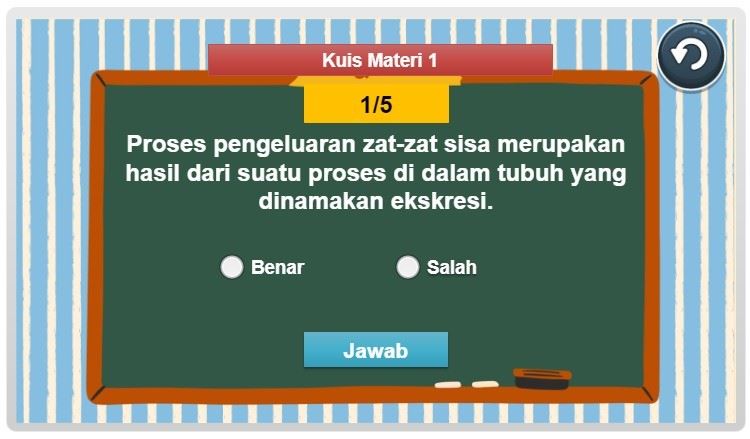 Kuis Materi 1
1/5
Proses pengeluaran zat-zat sisa merupakan
hasil dari suatu proses di dalam tubuh yang
dinamakan ekskresi.
Benar
Salah
Jawab